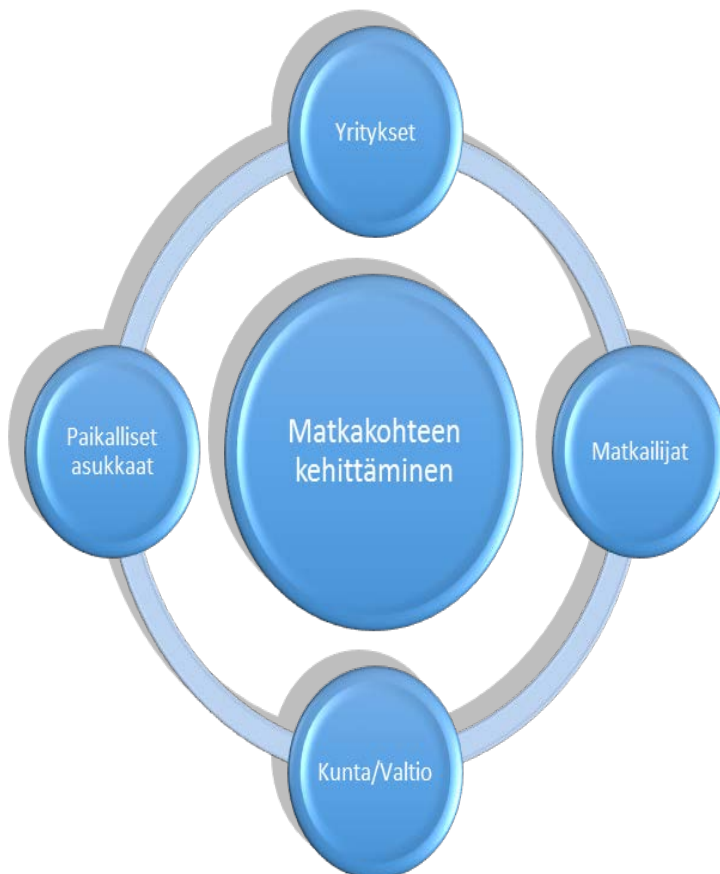 Yritykset
Paikalliset
asukkaat
Matkakohteen
kehittäminen
Matkailijat
Kunta/Valtio